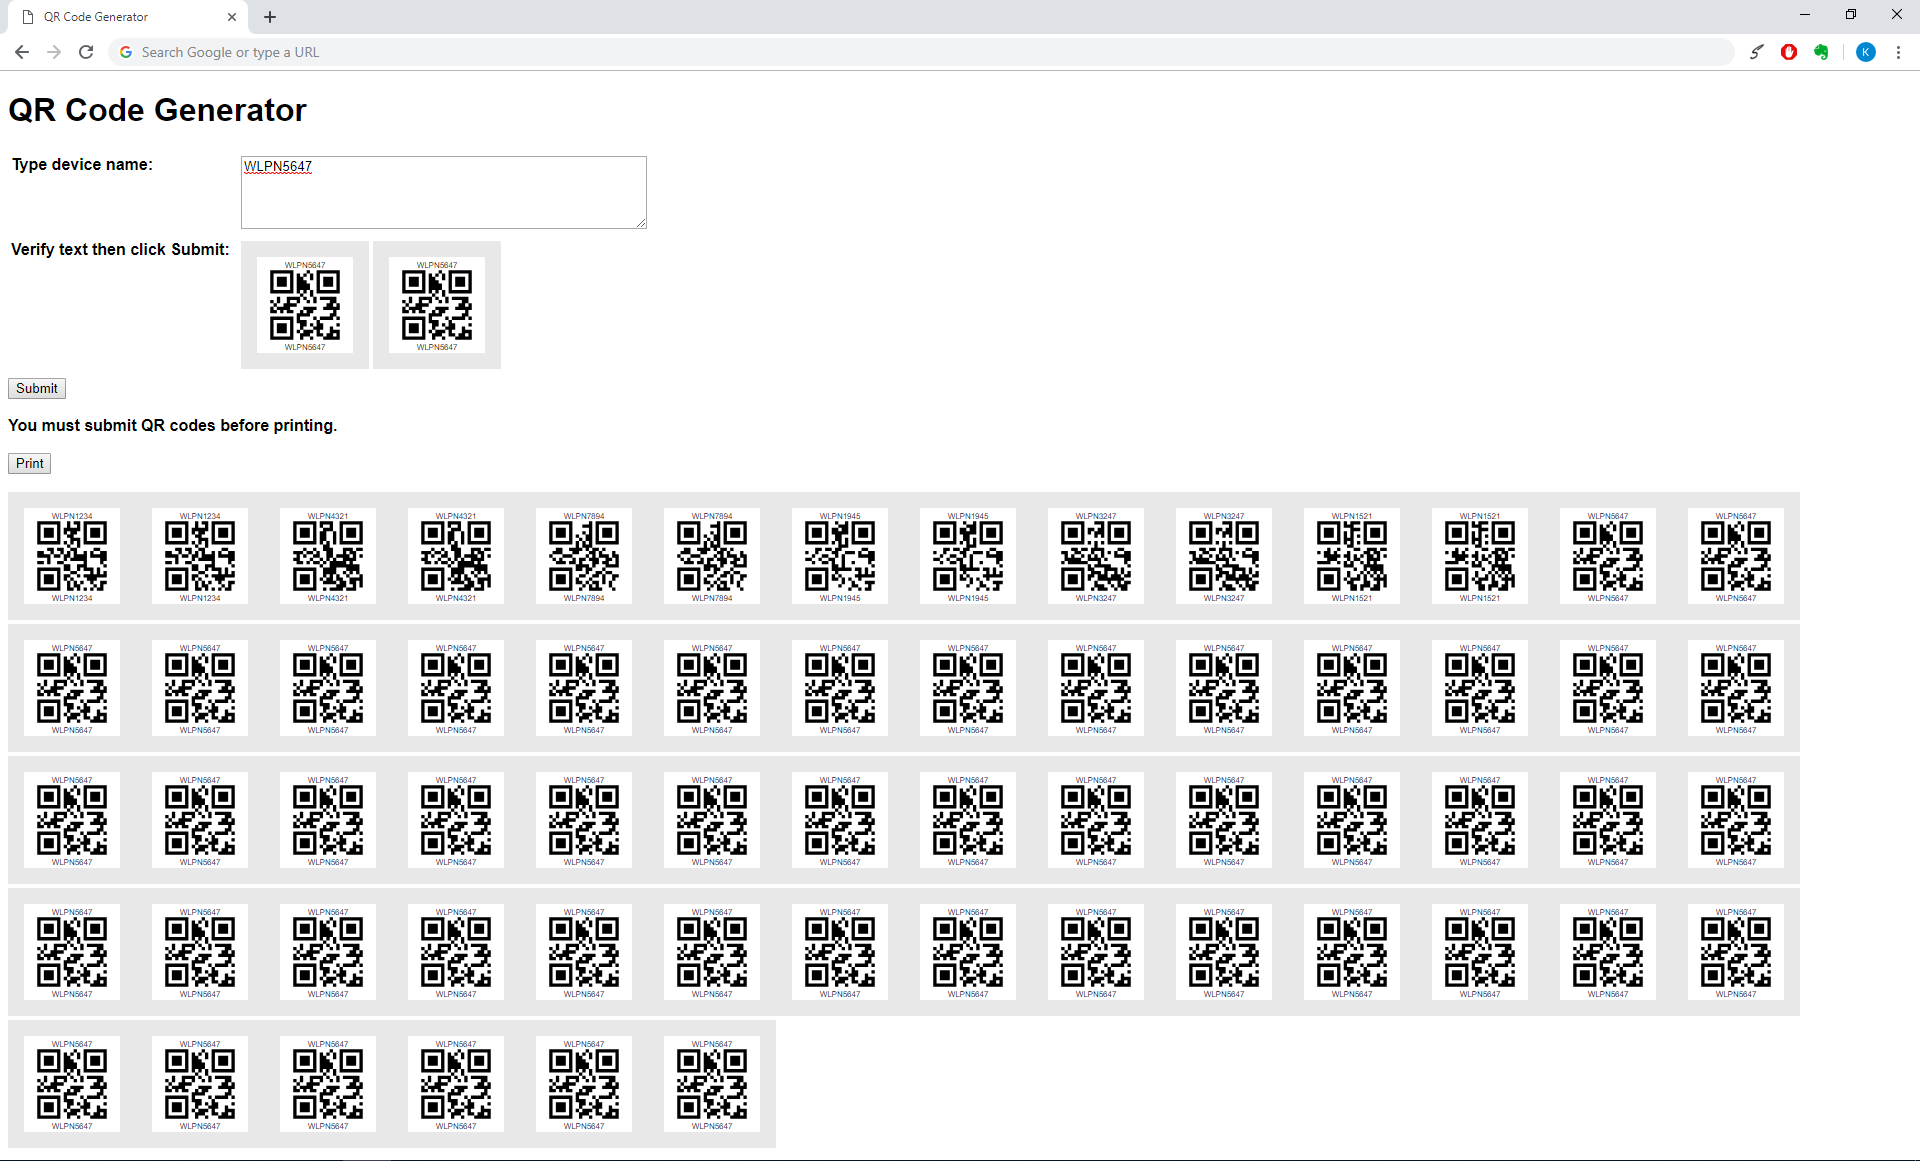 QR Code Generator
Search Google or type a URL
K
QR Code Generator
Type device name:
WLPN5647
Verify text then click Submit:
WLPN5647 WLPN5647
WLPN5647 WLPN5647
Submit
You must submit QR codes before printing.
Print
WLPN1234 WLPN1234 WLPN4321 WLPN4321 WLPN7894 WLPN7894 WLPN1945 WLPN1945 WLPN3247 WLPN3247 WLPN1521 WLPN1521 WLPN5647 WLPN5647
WLPN1234 WLPN1234 WLPN4321 WLPN4321 WLPN7894 WLPN7894 WLPN1945 WLPN1945 WLPN3247 WLPN3247 WLPN1521 WLPN1521 WLPN5647 WLPN5647
WLPN5647 WLPN5647 WLPN5647 WLPN5647 WLPN5647 WLPN5647 WLPN5647 WLPN5647 WLPN5647 WLPN5647 WLPN5647 WLPN5647 WLPN5647 WLPN5647
WLPN5647 WLPN5647 WLPN5647 WLPN5647 WLPN5647 WLPN5647 WLPN5647 WLPN5647 WLPN5647 WLPN5647 WLPN5647 WLPN5647 WLPN5647 WLPN5647
WLPN5647 WLPN5647 WLPN5647 WLPN5647 WLPN5647 WLPN5647 WLPN5647 WLPN5647 WLPN5647 WLPN5647 WLPN5647 WLPN5647 WLPN5647 WLPN5647
WLPN5647 WLPN5647 WLPN5647 WLPN5647 WLPN5647 WLPN5647 WLPN5647 WLPN5647 WLPN5647 WLPN5647 WLPN5647 WLPN5647 WLPN5647 WLPN5647
WLPN5647 WLPN5647 WLPN5647 WLPN5647 WLPN5647 WLPN5647 WLPN5647 WLPN5647 WLPN5647 WLPN5647 WLPN5647 WLPN5647 WLPN5647 WLPN5647
WLPN5647 WLPN5647 WLPN5647 WLPN5647 WLPN5647 WLPN5647 WLPN5647 WLPN5647 WLPN5647 WLPN5647 WLPN5647 WLPN5647 WLPN5647 WLPN5647
WLPN5647 WLPN5647 WLPN5647 WLPN5647 WLPN5647 WLPN5647
WLPN5647 WLPN5647 WLPN5647 WLPN5647 WLPN5647 WLPN5647